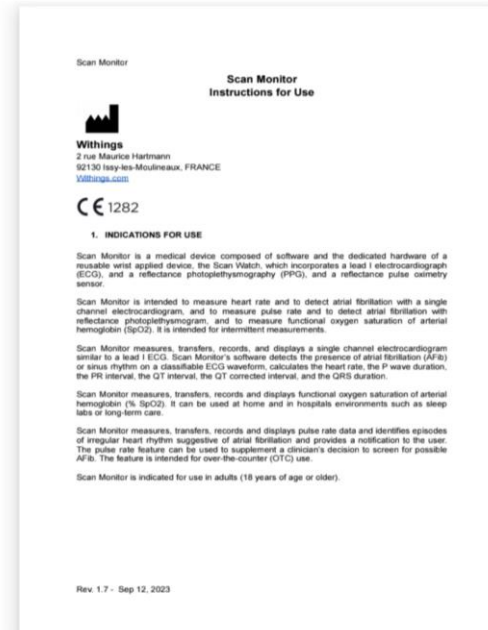 Scan Monitor
Scan Monitor
Instructions for Use
Withings
2 rue Maurice Hartmann
92130 Issy-les-Moulineaux, FRANCE
Withings.com
CE 1282
1. INDICATIONS FOR USE
Scan Monitor is a medical device composed of software and the dedicated hardware of a
reusable wrist applied device, the Scan Watch, which incorporates a lead I electrocardiograph
(ECG), and a reflectance photoplethysmography (PPG), and a reflectance pulse oximetry
sensor.
Scan Monitor is intended to measure heart rate and to detect atrial fibrillation with a single
channel electrocardiogram, and to measure pulse rate and to detect atrial fibrillation with
reflectance photoplethysmogram, and to measure functional oxygen saturation of arterial
hemoglobin (SpO2). It is intended for intermittent measurements.
Scan Monitor measures, transfers, records, and displays a single channel electrocardiogram
similar to a lead I ECG. Scan Monitor's software detects the presence of atrial fibrillation (AFib)
or sinus rhythm on a classifiable ECG waveform, calculates the heart rate, the P wave duration,
the PR interval, the QT interval, the QT corrected interval, and the QRS duration.
Scan Monitor measures, transfers, records and displays functional oxygen saturation of arterial
hemoglobin (% SpO2). It can be used at home and in hospitals environments such as sleep
labs or long-term care.
Scan Monitor measures, transfers, records and displays pulse rate data and identifies episodes
of irregular heart rhythm suggestive of atrial fibrillation and provides a notification to the user.
The pulse rate feature can be used to supplement a clinician's decision to screen for possible
AFib. The feature is intended for over-the-counter (OTC) use.
Scan Monitor is indicated for use in adults (18 years of age or older).
Rev. 1.7 - Sep 12, 2023